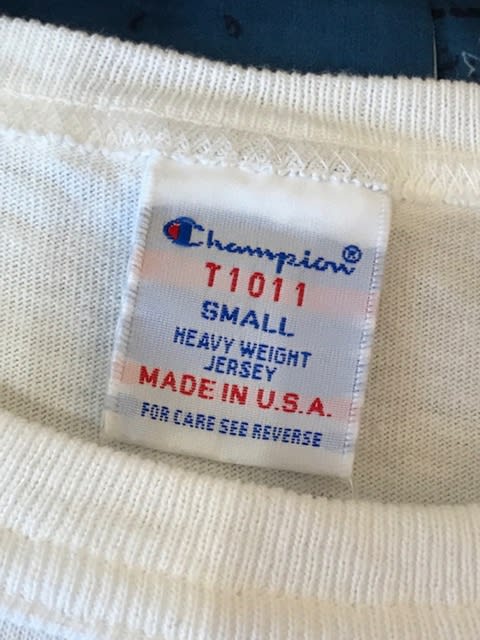 Champion®
T1011
SMALL
HEAVY WEIGHT
JERSEY
MADE IN U.S.A.
FOR CARE SEE REVERSE